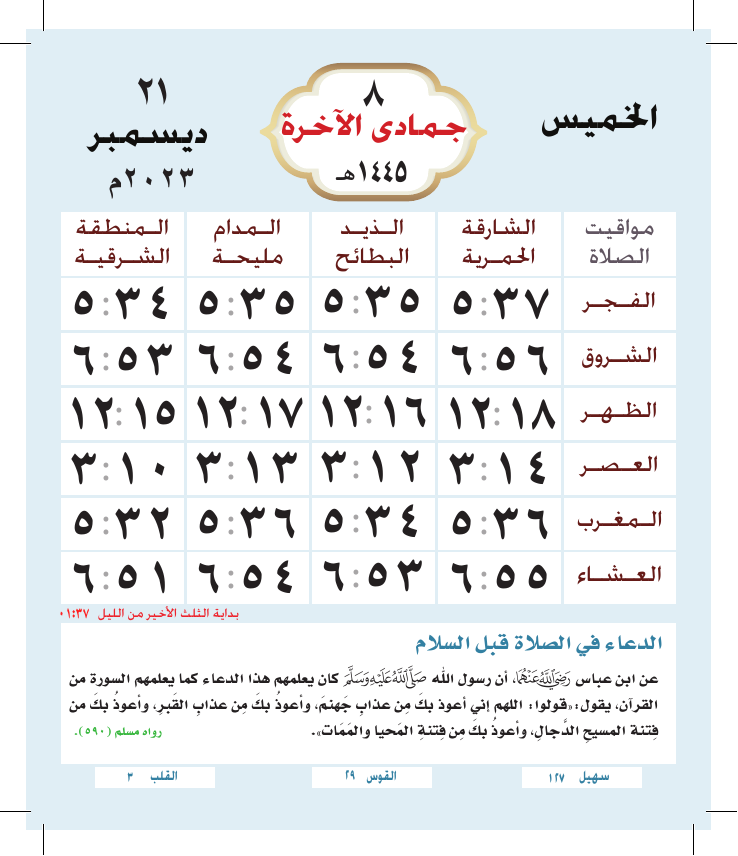 الخميس
٨
جمادى الآخرة
١٤٤٥هـ
٢١
ديسمبر
٢٠٢٣م
مواقيت الصلاة	الشارقة الحمرية	الذيد البطائح	المدام مليحة	المنطقة الشرقية
الفجر	٥:٣٧	٥:٣٥	٥:٣٥	٥:٣٤
الشروق	٦:٥٦	٦:٥٤	٦:٥٤	٦:٥٣
الظهر	١٢:١٨	١٢:١٦	١٢:١٧	١٢:١٥
العصر	٣:١٤	٣:١٢	٣:١٣	٣:١٠
المغرب	٥:٣٦	٥:٣٤	٥:٣٦	٥:٣٢
العشاء	٦:٥٥	٦:٥٣	٦:٥٤	٦:٥١
بداية الثلث الأخير من الليل ٠١:٣٧
الدعاء في الصلاة قبل السلام
عن ابن عباس رَضِيَ اللَّهُ عَنْهُمَا، أن رسول الله صَلَّى اللَّهُ عَلَيْهِ وَسَلَّمَ كان يعلمهم هذا الدعاء كما يعلمهم السورة من
القرآن، يقول: «قولوا: اللهم إني أعوذ بكَ مِن عذابِ جَهنمَ، وأعوذُ بكَ مِن عذابِ القَبرِ، وأعوذُ بكَ من
فِتنة المسيحِ الدَّجالِ، وأعوذُ بكَ مِن فِتنةِ المَحيا والمَمَات».
رواه مسلم (٥٩٠).
سهيل ١٢٧
القوس ٢٩
القلب ٣